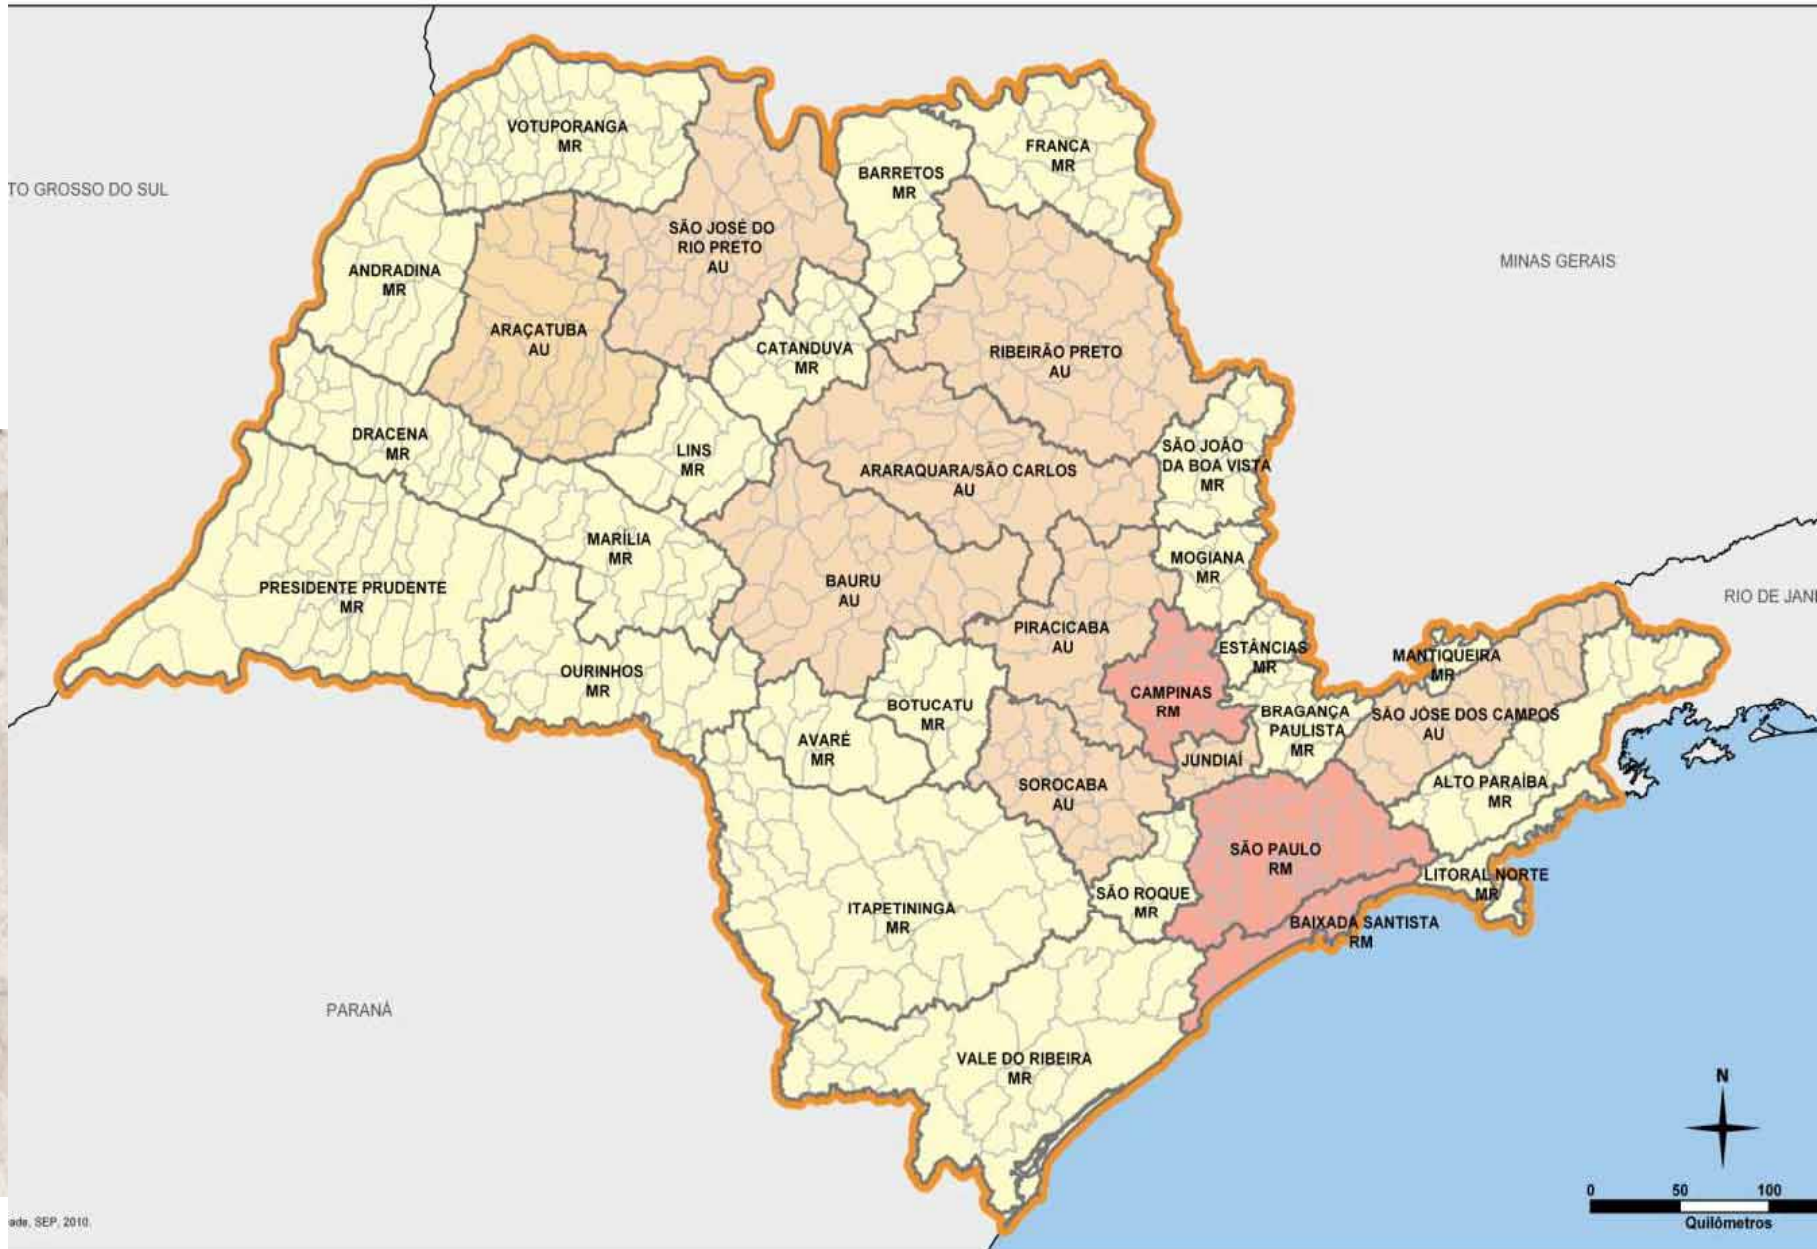 VOTUPORANGA
MR
FRANCA
MR
BARRETOS
MR
TO GROSSO DO SUL
SÃO JOSÉ DO
RIO PRETO
AU
MINAS GERAIS
ANDRADINA
MR
ARAÇATUBA
AU
CATANDUVA
MR
RIBEIRÃO PRETO
AU
DRACENA
MR
LINS
MR
ARARAQUARA/SÃO CARLOS
AU
SÃO JOÃO
DA BOA VISTA
MR
MARÍLIA
MR
MOGIANA
MR
PRESIDENTE PRUDENTE
MR
BAURU
AU
RIO DE JANE
PIRACICABA
AU
ESTÂNCIAS
MR
MANTIQUEIRA
MR
OURINHOS
MR
CAMPINAS
RM
BOTUCATU
MR
BRAGANÇA
PAULISTA
MR
SÃO JOSÉ DOS CAMPOS
AU
AVARÉ
MR
JUNDIAÍ
SOROCABA
AU
ALTO PARAÍBA
MR
SÃO PAULO
RM
LITORAL NORTE
MR
SÃO ROQUE
MR
ITAPETININGA
MR
BAIXADA SANTISTA
RM
PARANÁ
VALE DO RIBEIRA
MR
N
0 50 100
Quilômetros
ade, SEP, 2010.